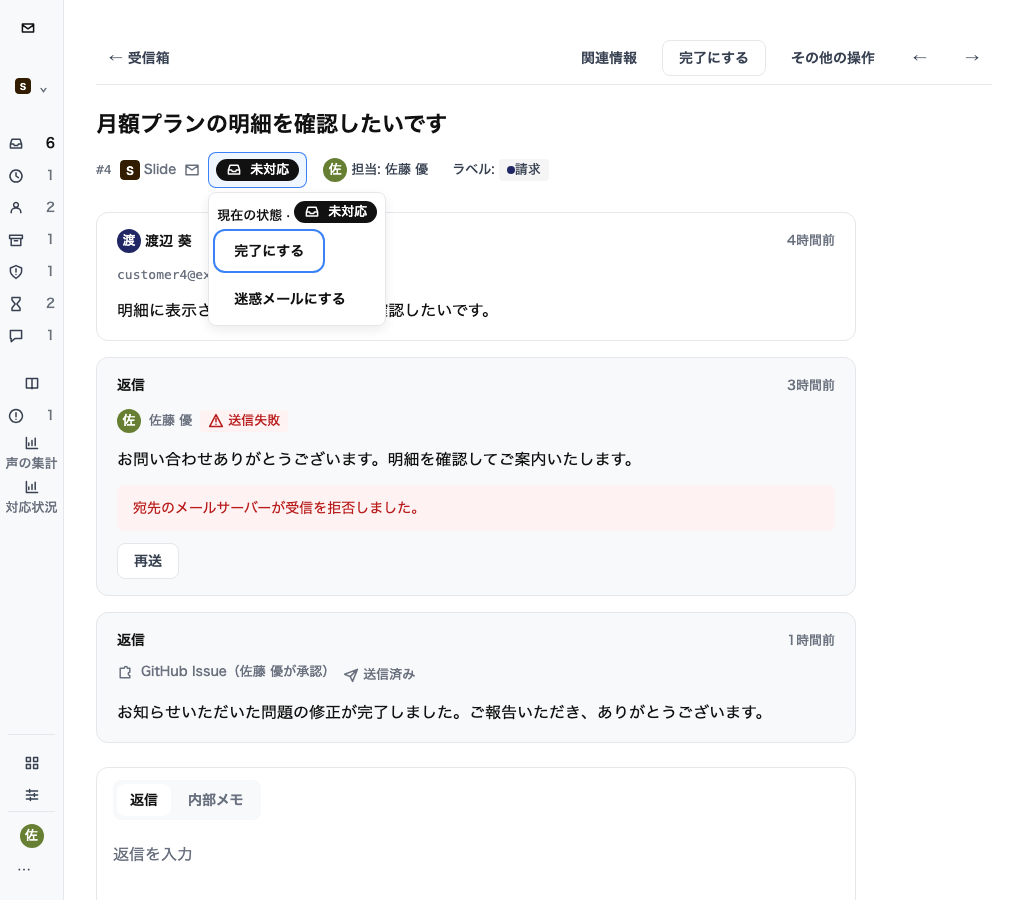 ← 受信箱 関連情報 完了にする その他の操作 ← →
S
月額プランの明細を確認したいです
6
#4 S Slide 未対応 佐 担当: 佐藤 優 ラベル: 請求
1
2
現在の状態 · 未対応
渡 渡辺 葵 4時間前
完了にする
1
customer4@ex
1
迷惑メールにする
2
明細に表示さ 確認したいです。
1
返信 3時間前
1
佐 佐藤 優 送信失敗
声の集計
お問い合わせありがとうございます。明細を確認してご案内いたします。
対応状況
宛先のメールサーバーが受信を拒否しました。
再送
返信 1時間前
GitHub Issue（佐藤 優が承認） 送信済み
お知らせいただいた問題の修正が完了しました。ご報告いただき、ありがとうございます。
返信 内部メモ
佐
返信を入力
…